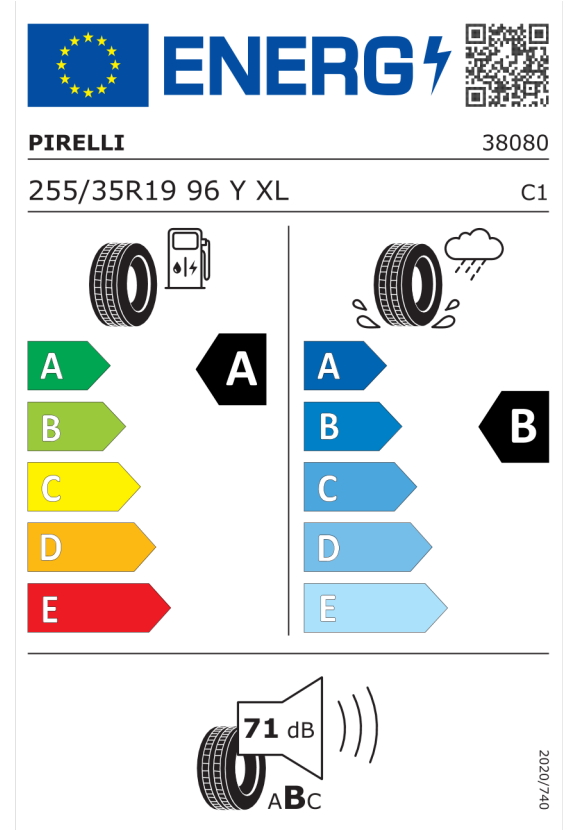 ENERG
PIRELLI 38080
255/35R19 96 Y XL C1
A A
B
C
D
E
A
B B
C
D
E
71 dB
ABC
2020/740